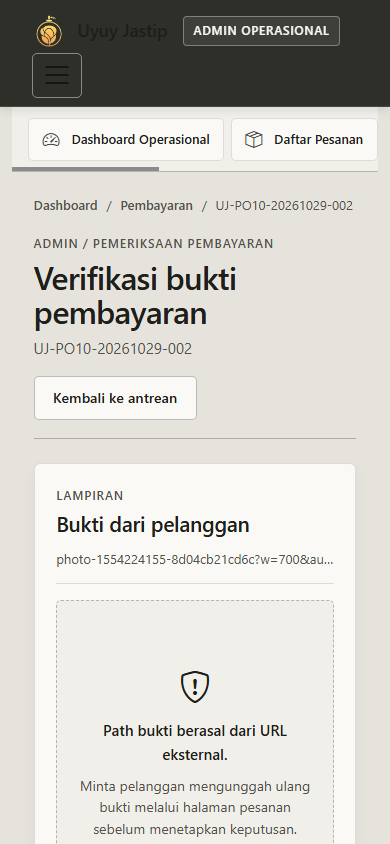 Uyuy Jastip
ADMIN OPERASIONAL
Dashboard Operasional
Daftar Pesanan
Dashboard / Pembayaran / UJ-PO10-20261029-002
ADMIN / PEMERIKSAAN PEMBAYARAN
Verifikasi bukti
pembayaran
UJ-PO10-20261029-002
Kembali ke antrean
LAMPIRAN
Bukti dari pelanggan
photo-1554224155-8d04cb21cd6c?w=700&au...
Path bukti berasal dari URL
eksternal.
Minta pelanggan mengunggah ulang
bukti melalui halaman pesanan
sebelum menetapkan keputusan.